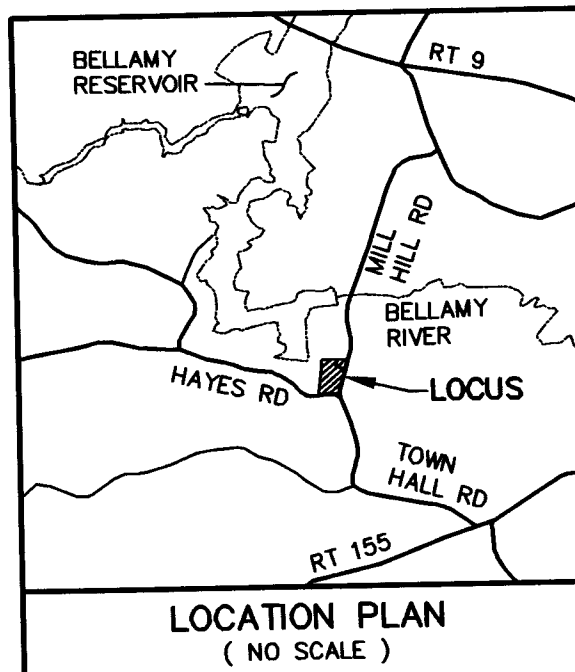 BELLAMY
RESERVOIR
RT 9
MILL
HILL RD
BELLAMY
RIVER
HAYES RD
LOCUS
TOWN
HALL RD
RT 155
LOCATION PLAN
( NO SCALE )